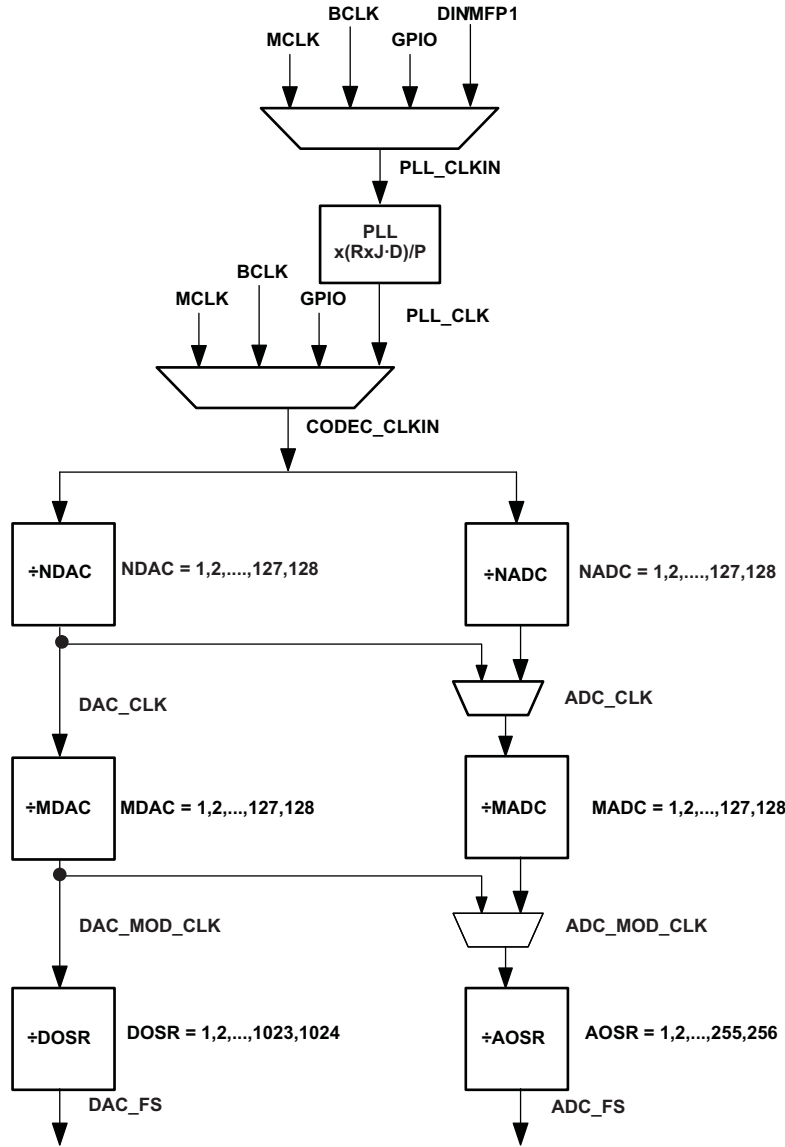 BCLK
DIN/MFP1
MCLK
GPIO
PLL_CLKIN
PLL
x(RxJ·D)/P
BCLK
MCLK
GPIO
PLL_CLK
CODEC_CLKIN
÷NDAC
NDAC = 1,2,....,127,128
÷NADC
NADC = 1,2,....,127,128
DAC_CLK
ADC_CLK
÷MDAC
MDAC = 1,2,...,127,128
÷MADC
MADC = 1,2,...,127,128
DAC_MOD_CLK
ADC_MOD_CLK
÷DOSR
DOSR = 1,2,...,1023,1024
÷AOSR
AOSR = 1,2,...,255,256
DAC_FS
ADC_FS